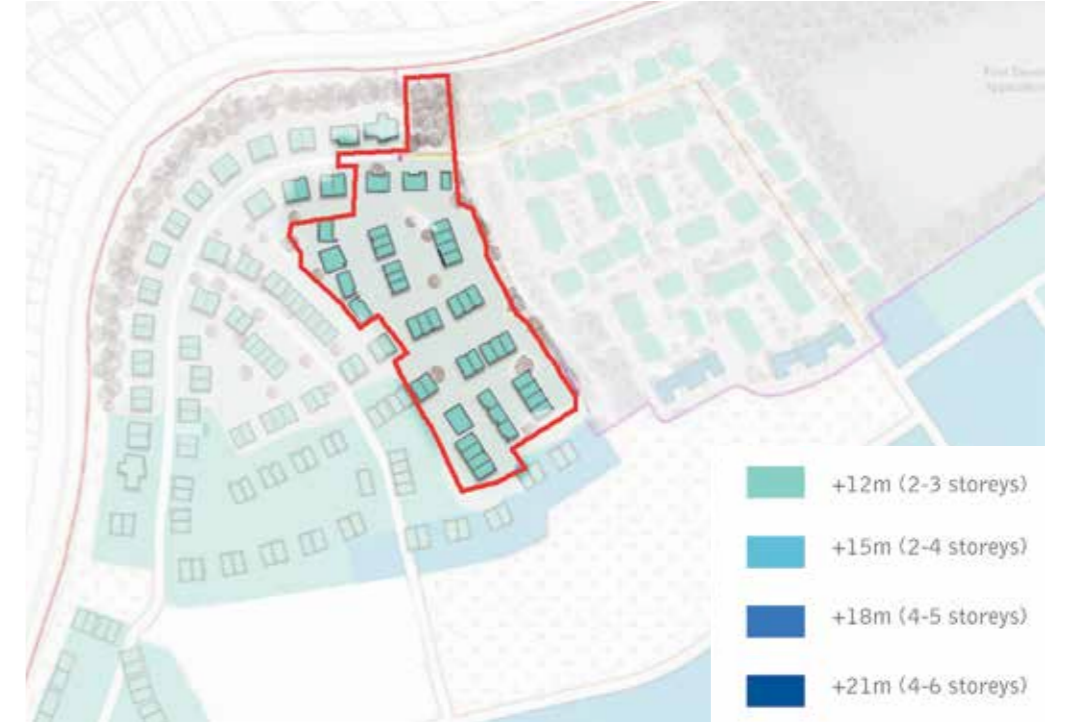 +12m (2-3 storeys)
+15m (2-4 storeys)
+18m (4-5 storeys)
+21m (4-6 storeys)